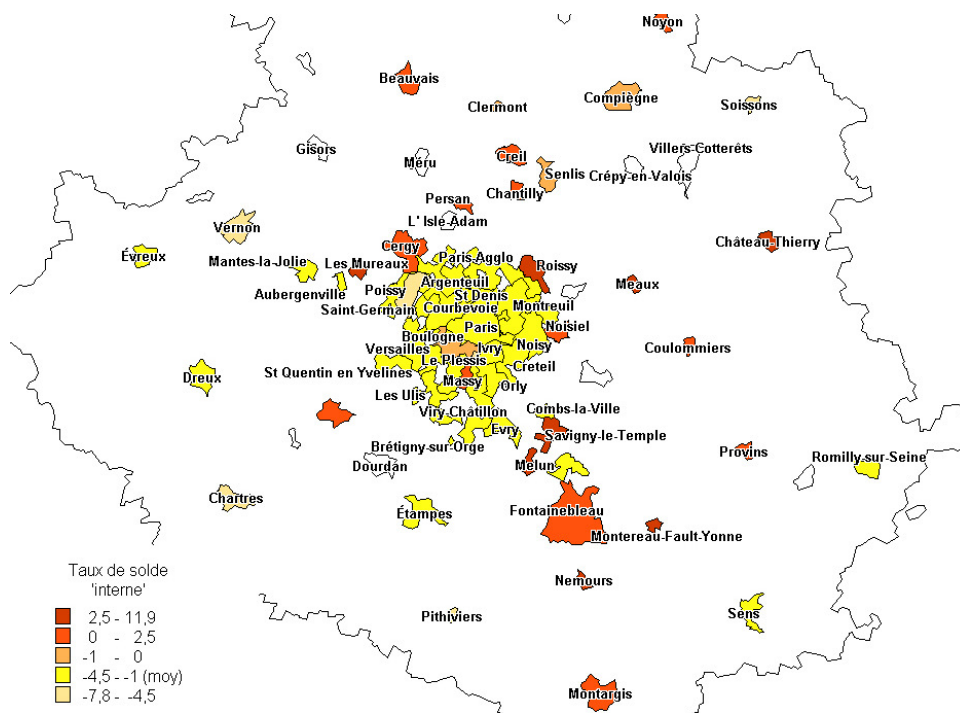 Noyon
Beauvais
Clermont
Compiègne
Soissons
Gisors
Méru
Creil
Villers Cotterêts
Senlis
Crépy-en-Valois
Chantilly
Persan
L' Isle-Adam
Vernon
Cergy
Château-Thierry
Évreux
Mantes-la-Jolie
Les Mureaux
Paris-Agglo
Roissy
Argenteuil
Meaux
Aubergenville
Poissy
St Denis
Saint-Germain
Courbevoie
Montreuil
Paris
Noisiel
Boulogne
Versailles
Ivry
Noisy
Coulommiers
Le Plessis
Creteil
Dreux
St Quentin en Yvelines
Massy
Orly
Les Ulis
Viry-Châtillon
Combs-la-Ville
Evry
Savigny-le-Temple
Brétigny-sur-Orge
Dourdan
Melun
Provins
Romilly-sur-Seine
Chartres
Étampes
Fontainebleau
Montereau-Fault-Yonne
Nemours
Pithiviers
Sens
Montargis
Taux de solde
'interne'
2,5 - 11,9
0 - 2,5
-1 - 0
-4,5 - -1 (moy)
-7,8 - -4,5